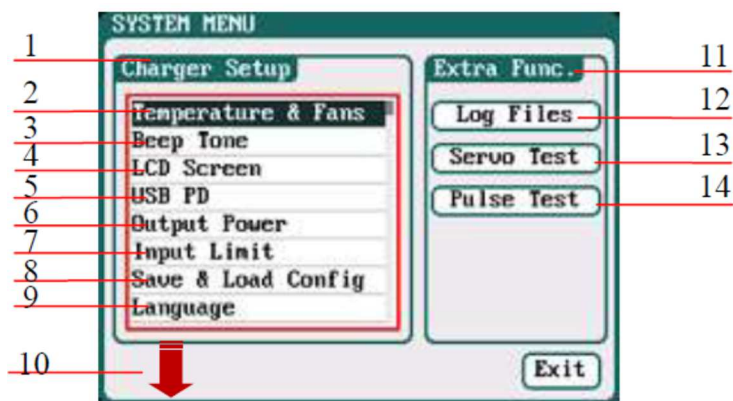 SYSTEM MENU
1
Charger Setup
2
Temperature & Fans
3
Beep Tone
4
LCD Screen
5
USB PD
6
Output Power
7
Input Limit
8
Save & Load Config
9
Language
10
Extra Func.
11
Log Files
12
Servo Test
13
Pulse Test
14
Exit